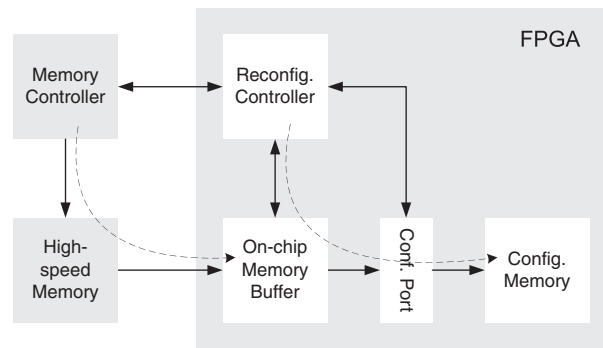 FPGA
Memory
Controller
Reconfig.
Controller
High-
speed
Memory
On-chip
Memory
Buffer
Conf. Port
Config.
Memory